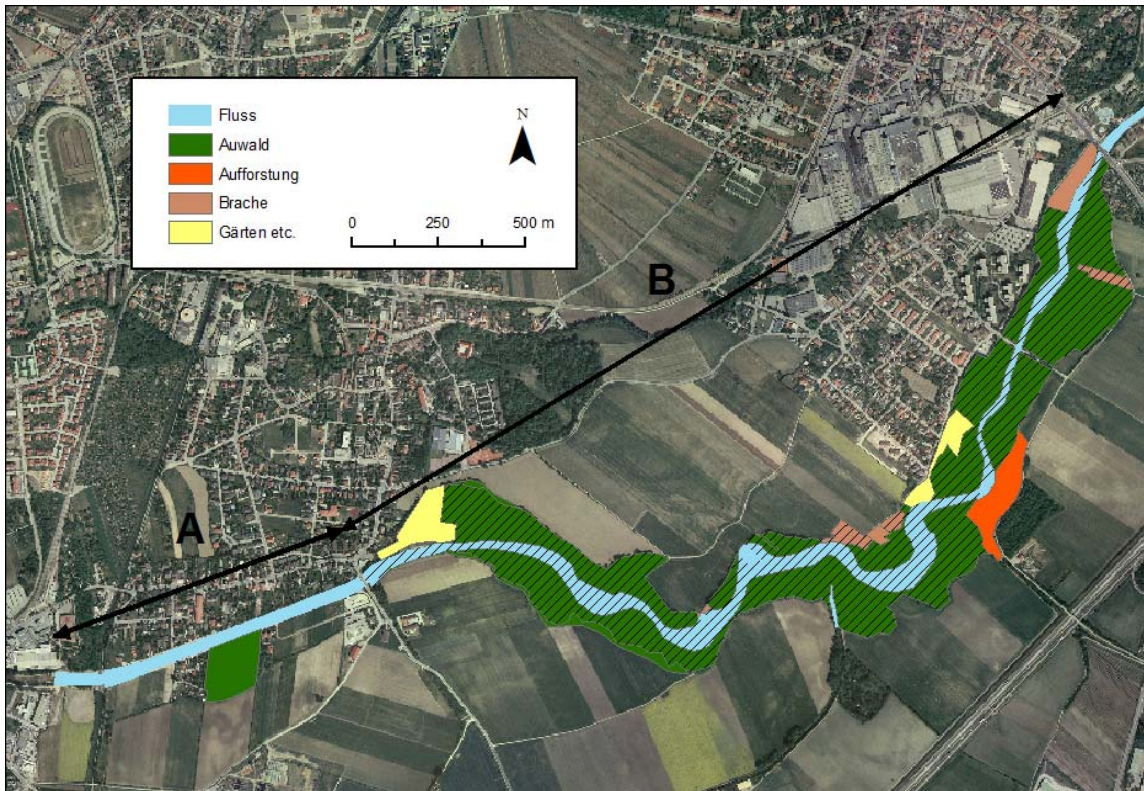 Fluss
Auwald
Aufforstung
Brache
Gärten etc.
N
0 250 500 m
B
A